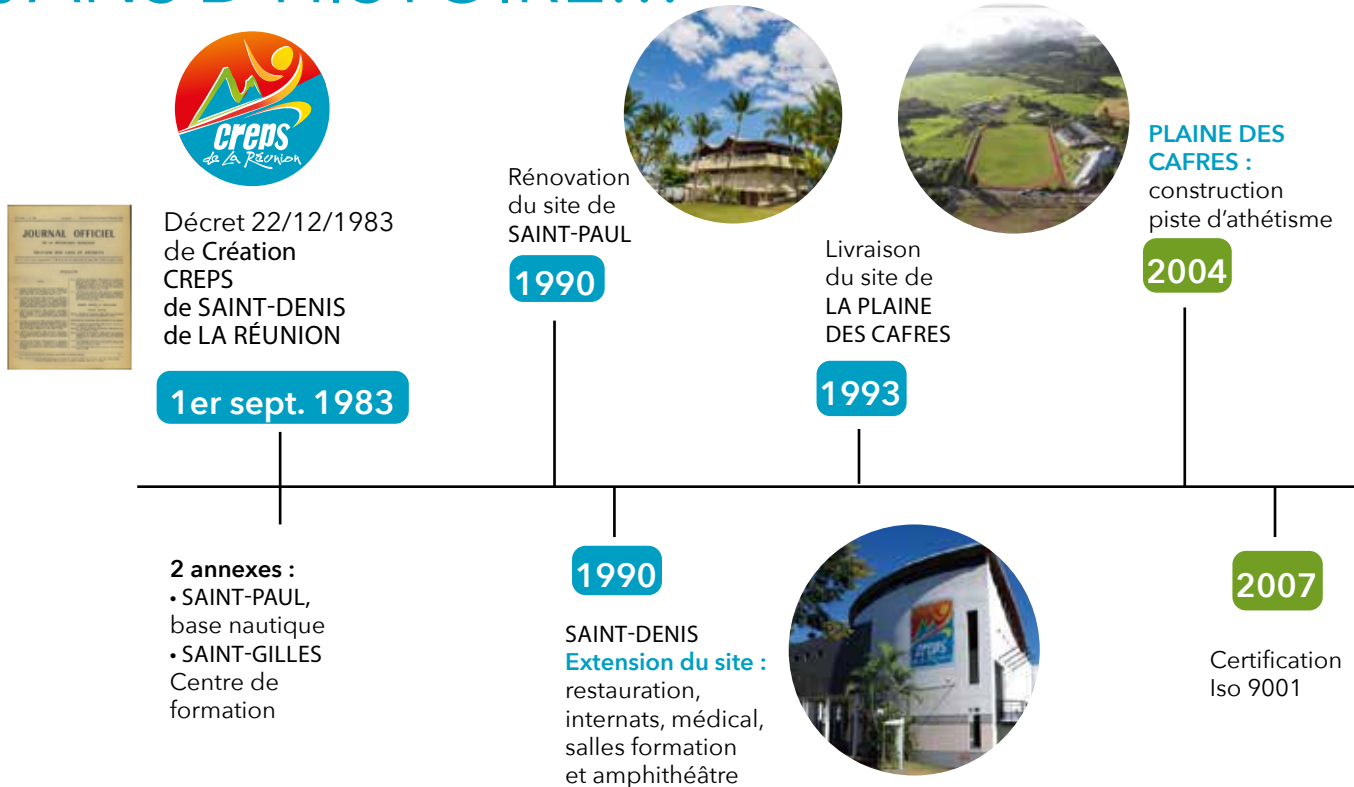 ANS D'HISTOIRE...
creps
de La Réunion
JOURNAL OFFICIEL
Décret 22/12/1983
de Création
CREPS
de SAINT-DENIS
de LA RÉUNION
1er sept. 1983
2 annexes :
• SAINT-PAUL,
base nautique
• SAINT-GILLES
Centre de
formation
Rénovation
du site de
SAINT-PAUL
1990
1990
SAINT-DENIS
Extension du site :
restauration,
internats, médical,
salles formation
et amphithéâtre
Livraison
du site de
LA PLAINE
DES CAFRES
1993
creps
PLAINE DES
CAFRES :
construction
piste d'athétisme
2004
2007
Certification
Iso 9001